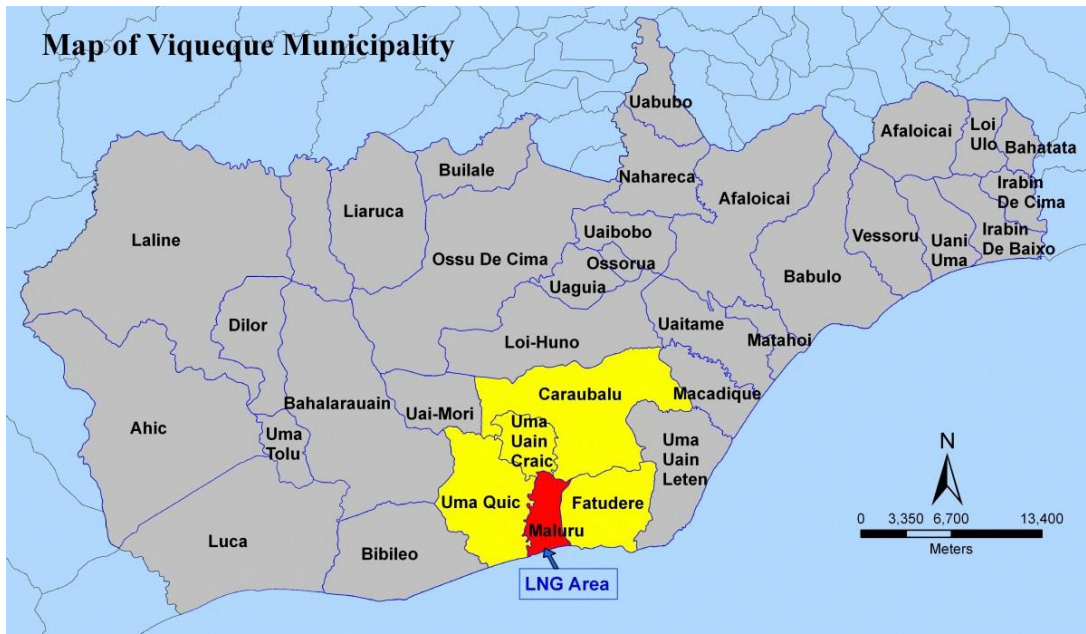 Map of Viqueque Municipality
Uabubo
Afaloicai
Loi
Ulo
Bahatata
Builale
Nahareca
Irabin
De Cima
Liaruca
Afaloicai
Laline
Uaibobo
Vessoru
Uani
Uma
Irabin
De Baixo
Ossu De Cima
Ossorua
Uaguia
Babulo
Dilor
Uaitame
Matahoi
Loi-Huno
Caraubalu
Macadique
Bahalarauain
Uai-Mori
Ahic
Uma
Tolu
Uma
Uain
Craic
Uma
Uain
Leten
N
Uma Quic
Fatudere
0 3,350 6,700 13,400
Meters
Maluru
Luca
Bibileo
LNG Area